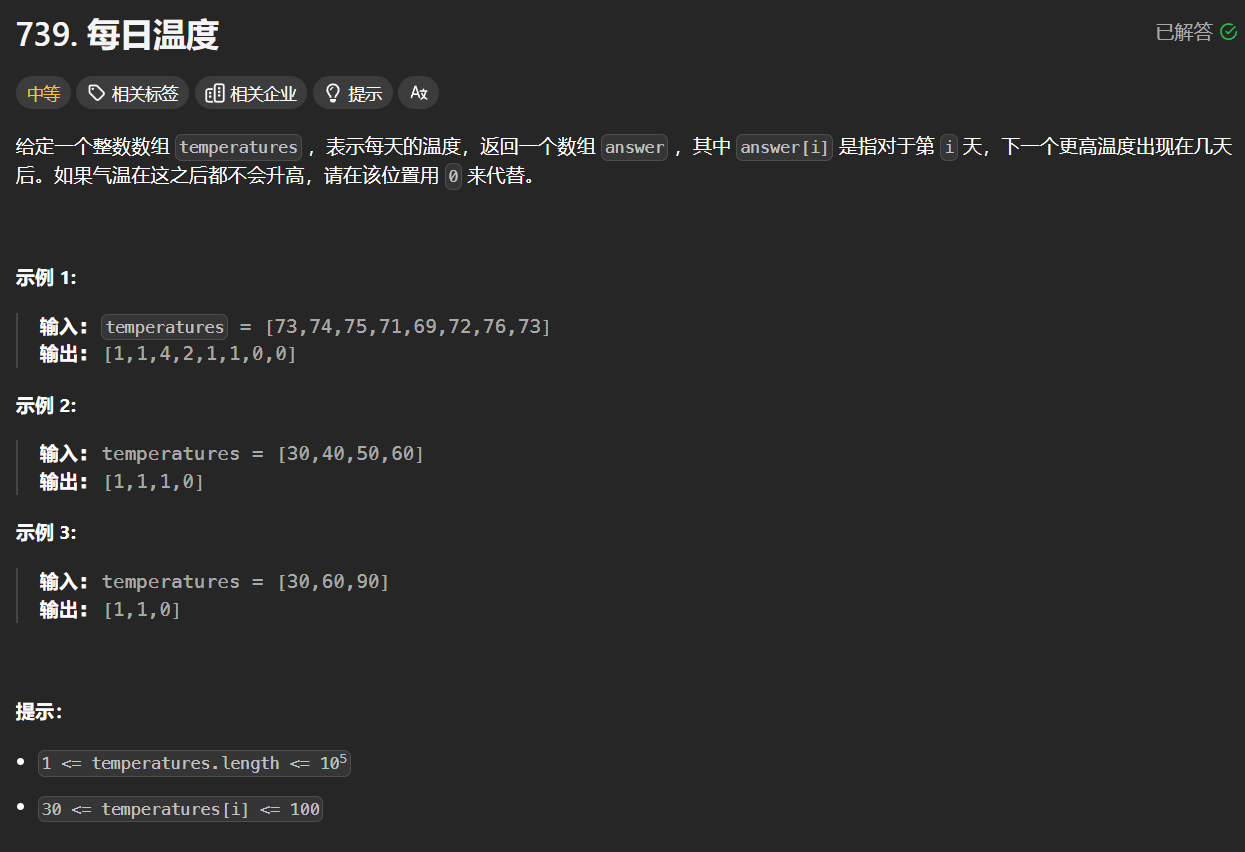 739. 每日温度
已解答
中等 相关标签 相关企业 提示
给定一个整数数组 temperatures ，表示每天的温度，返回一个数组 answer ，其中 answer[i] 是指对于第 i 天，下一个更高温度出现在几天
后。如果气温在这之后都不会升高，请在该位置用 0 来代替。
示例 1:
输入: temperatures = [73,74,75,71,69,72,76,73]
输出: [1,1,4,2,1,1,0,0]
示例 2:
输入: temperatures = [30,40,50,60]
输出: [1,1,1,0]
示例 3:
输入: temperatures = [30,60,90]
输出: [1,1,0]
提示：
• 1 <= temperatures.length <= 10⁵
• 30 <= temperatures[i] <= 100